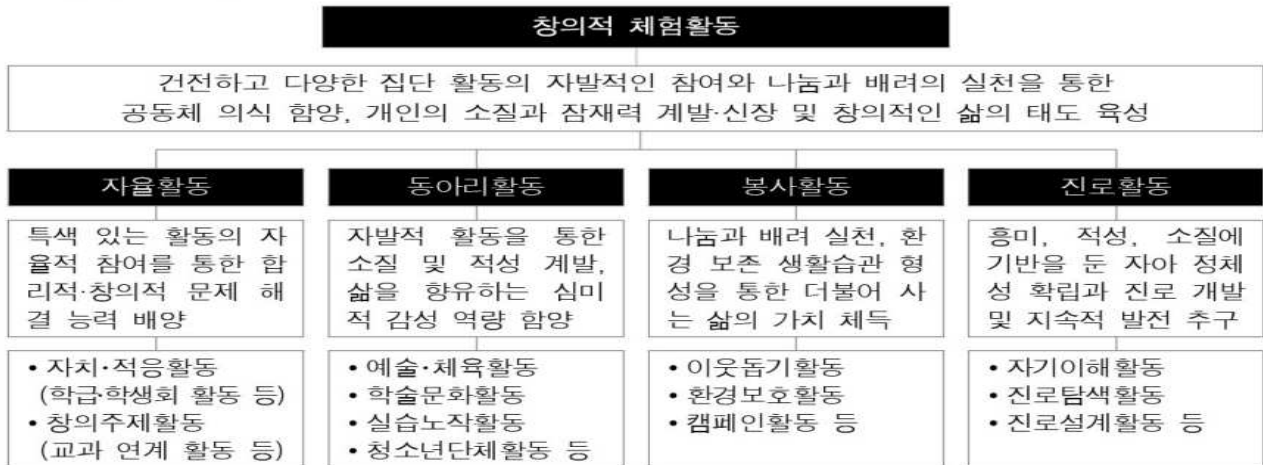 창의적 체험활동
건전하고 다양한 집단 활동의 자발적인 참여와 나눔과 배려의 실천을 통한
공동체 의식 함양, 개인의 소질과 잠재력 계발·신장 및 창의적인 삶의 태도 육성
자율활동
특색 있는 활동의 자
율적 참여를 통한 합
리적·창의적 문제 해
결 능력 배양
• 자치·적응활동
(학급·학생회 활동 등)
• 창의주제활동
(교과 연계 활동 등)
동아리활동
자발적 활동을 통한
소질 및 적성 계발,
삶을 향유하는 심미
적 감성 역량 함양
• 예술·체육활동
• 학술문화활동
• 실습노작활동
• 청소년단체활동 등
봉사활동
나눔과 배려 실천, 환
경 보존 생활습관 형
성을 통한 더불어 사
는 삶의 가치 체득
• 이웃돕기활동
• 환경보호활동
• 캠페인활동 등
진로활동
흥미, 적성, 소질에
기반을 둔 자아 정체
성 확립과 진로 개발
및 지속적 발전 추구
• 자기이해활동
• 진로탐색활동
• 진로설계활동 등